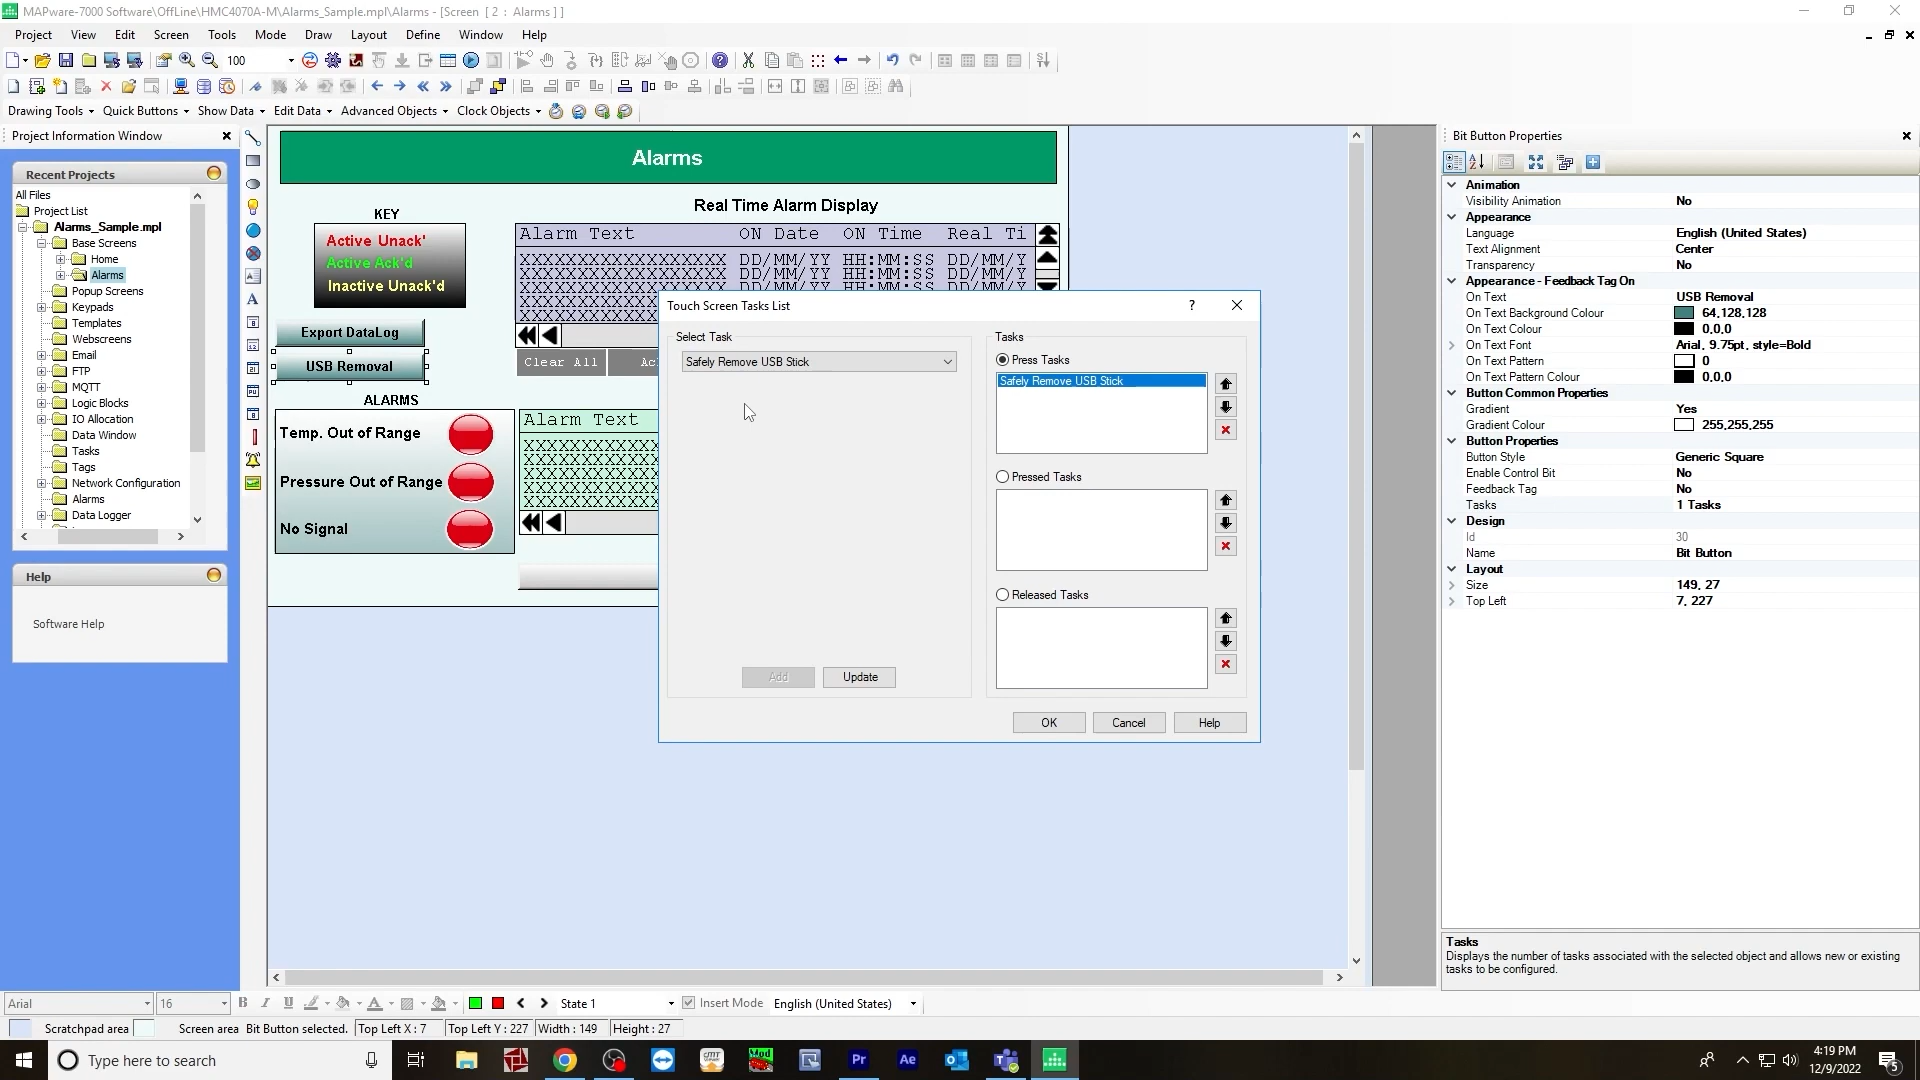 MAPware-7000 Software\OffLine\HMC4070A-M\Alarms_Sample.mpl\Alarms - [Screen [ 2 : Alarms ] ]
Project View Edit Screen Tools Mode Draw Layout Define Window Help
100
Drawing Tools Quick Buttons Show Data Edit Data Advanced Objects Clock Objects
Project Information Window
Recent Projects
All Files
Project List
Alarms_Sample.mpl
Base Screens
Home
Alarms
Popup Screens
Keypads
Templates
Webscreens
Email
FTP
MQTT
Logic Blocks
IO Allocation
Data Window
Tasks
Tags
Network Configuration
Alarms
Data Logger
Help
Software Help
Alarms
KEY
Active Unack'
Active Ack'd
Inactive Unack'd
Export DataLog
USB Removal
ALARMS
Temp. Out of Range
Pressure Out of Range
No Signal
Real Time Alarm Display
Alarm Text ON Date ON Time Real Ti
XXXXXXXXXXXXXXXXXX DD/MM/YY HH:MM:SS DD/MM/Y
XXXXXXXXXXXXXXXXXX DD/MM/YY HH:MM:SS DD/MM/Y
Clear All Ac
Alarm Text
Touch Screen Tasks List
Select Task
Safely Remove USB Stick
Add Update
Tasks
Press Tasks
Safely Remove USB Stick
Pressed Tasks
Released Tasks
OK Cancel Help
Bit Button Properties
Animation
Visibility Animation No
Appearance
Language English (United States)
Text Alignment Center
Transparency No
Appearance - Feedback Tag On
On Text USB Removal
On Text Background Colour 64,128,128
On Text Colour 0,0,0
On Text Font Arial, 9.75pt, style=Bold
On Text Pattern 0
On Text Pattern Colour 0,0,0
Button Common Properties
Gradient Yes
Gradient Colour 255,255,255
Button Properties
Button Style Generic Square
Enable Control Bit No
Feedback Tag No
Tasks 1 Tasks
Design
Id 30
Name Bit Button
Layout
Size 149, 27
Top Left 7, 227
Tasks
Displays the number of tasks associated with the selected object and allows new or existing
tasks to be configured.
Arial 16 B I U A State 1 Insert Mode English (United States)
Scratchpad area Screen area Bit Button selected. Top Left X : 7 Top Left Y : 227 Width : 149 Height : 27
Type here to search
Pr Ae
4:19 PM
12/9/2022
5